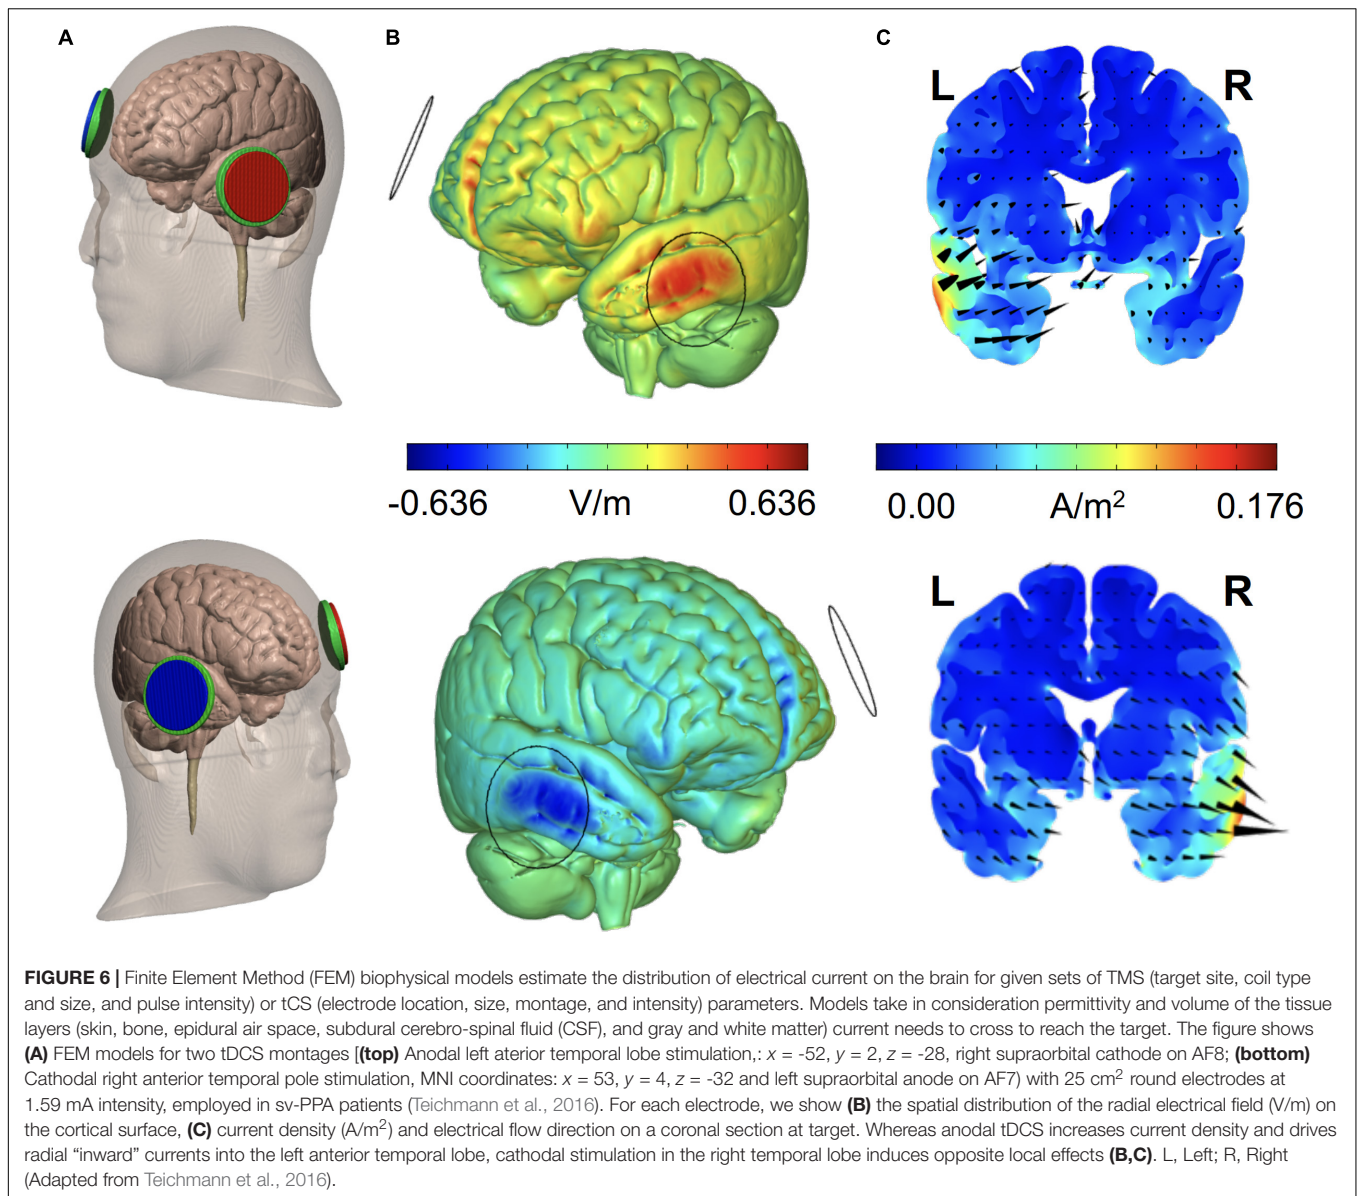 A
B
C
L
R
-0.636 V/m 0.636
0.00 A/m² 0.176
L
R
FIGURE 6 | Finite Element Method (FEM) biophysical models estimate the distribution of electrical current on the brain for given sets of TMS (target site, coil type
and size, and pulse intensity) or tCS (electrode location, size, montage, and intensity) parameters. Models take in consideration permittivity and volume of the tissue
layers (skin, bone, epidural air space, subdural cerebro-spinal fluid (CSF), and gray and white matter) current needs to cross to reach the target. The figure shows
(A) FEM models for two tDCS montages [(top) Anodal left aterior temporal lobe stimulation,: x = -52, y = 2, z = -28, right supraorbital cathode on AF8; (bottom)
Cathodal right anterior temporal pole stimulation, MNI coordinates: x = 53, y = 4, z = -32 and left supraorbital anode on AF7) with 25 cm² round electrodes at
1.59 mA intensity, employed in sv-PPA patients (Teichmann et al., 2016). For each electrode, we show (B) the spatial distribution of the radial electrical field (V/m) on
the cortical surface, (C) current density (A/m²) and electrical flow direction on a coronal section at target. Whereas anodal tDCS increases current density and drives
radial “inward” currents into the left anterior temporal lobe, cathodal stimulation in the right temporal lobe induces opposite local effects (B,C). L, Left; R, Right
(Adapted from Teichmann et al., 2016).